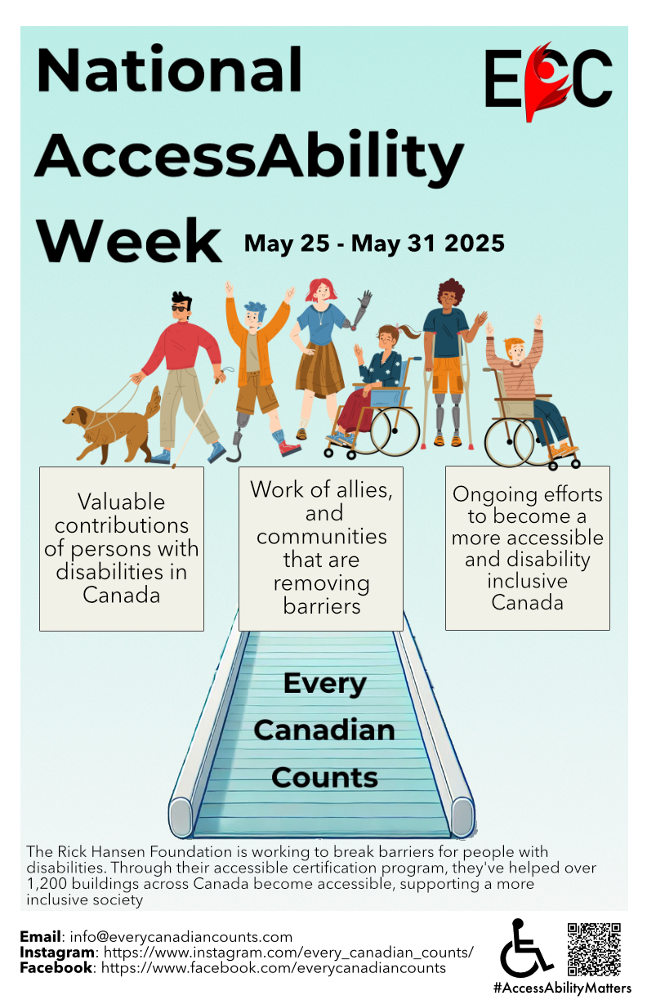 National
ECC
AccessAbility
Week
May 25 - May 31 2025
Valuable
contributions
of persons with
disabilities in
Canada
Work of allies,
and
communities
that are
removing
barriers
Ongoing efforts
to become a
more accessible
and disability
inclusive
Canada
Every
Canadian
Counts
The Rick Hansen Foundation is working to break barriers for people with
disabilities. Through their accessible certification program, they've helped over
1,200 buildings across Canada become accessible, supporting a more
inclusive society
Email: info@everycanadiancounts.com
Instagram: https://www.instagram.com/every_canadian_counts/
Facebook: https://www.facebook.com/everycanadiancounts
#AccessAbilityMatters